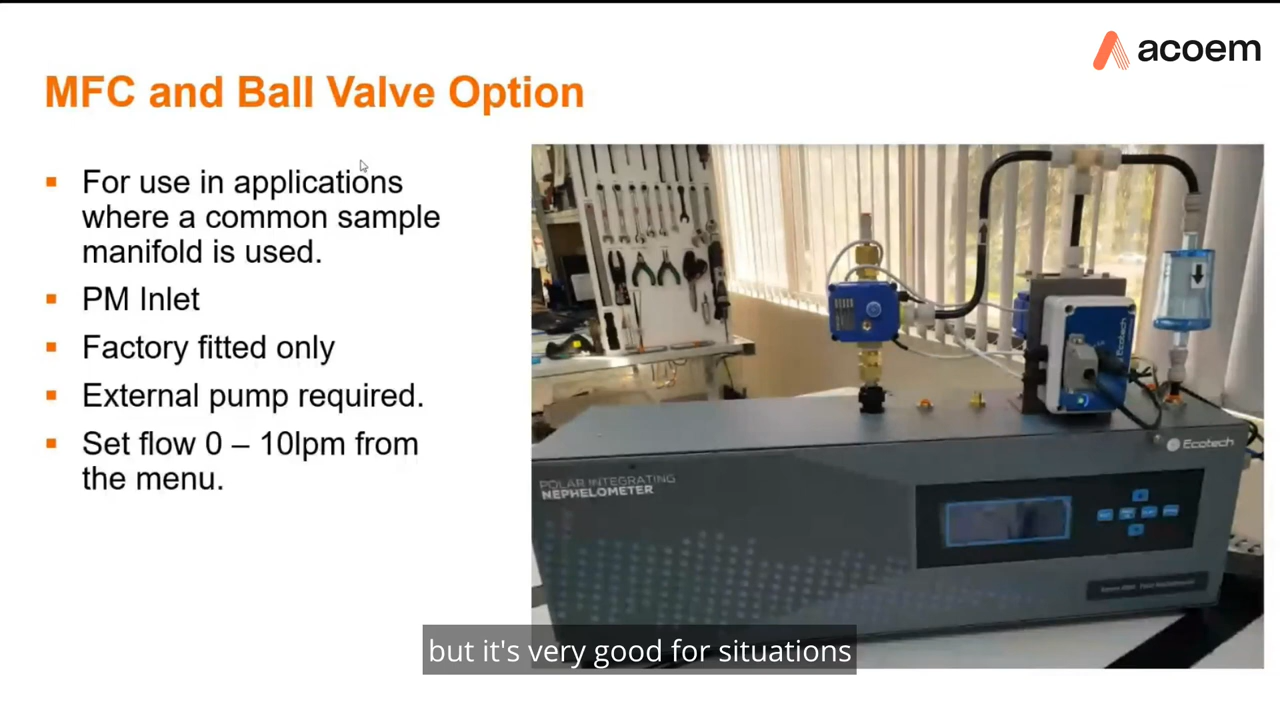 acoem
MFC and Ball Valve Option
For use in applications
where a common sample
manifold is used.
PM Inlet
Factory fitted only
External pump required.
Set flow 0 – 10lpm from
the menu.
Ecotech
Ecotech
POLAR INTEGRATING
NEPHELOMETER
but it's very good for situations